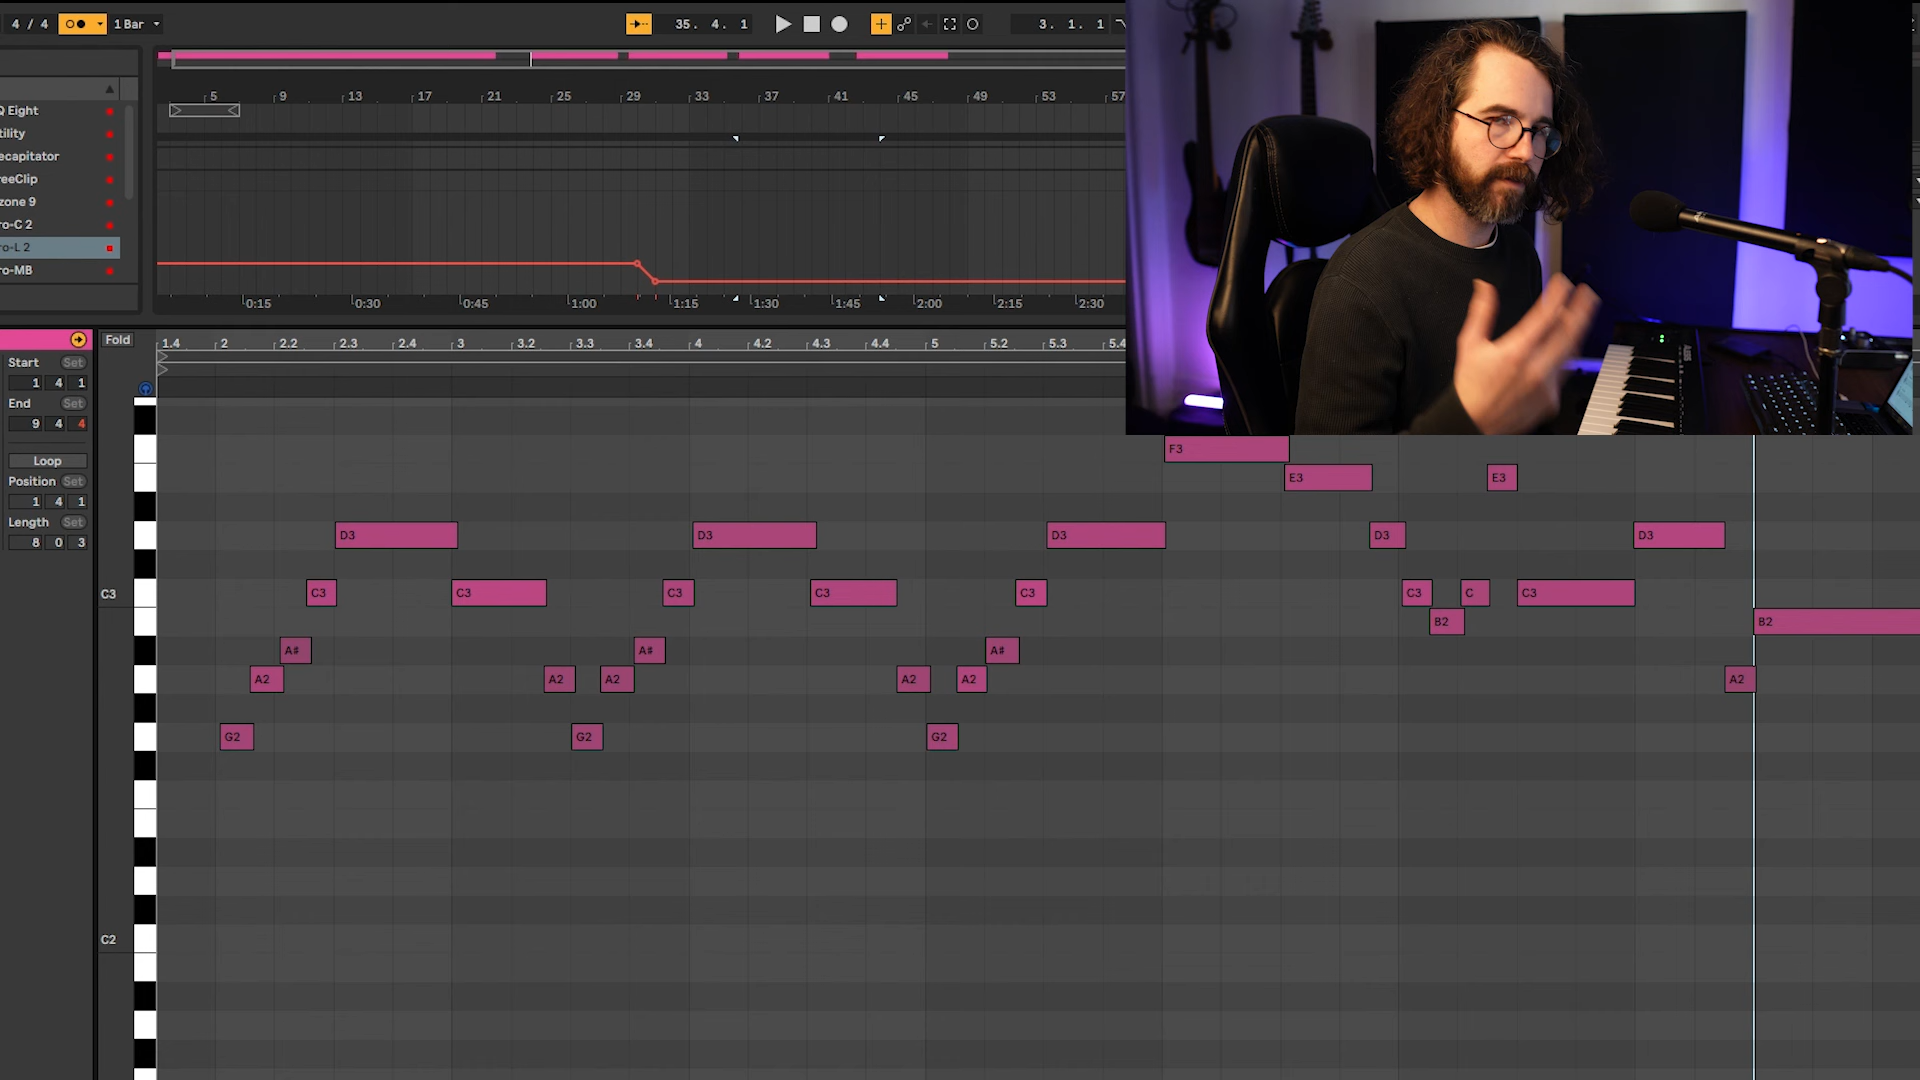 4 / 4 1 Bar 35. 4. 1 3. 1. 1
5 9 13 17 21 25 29 33 37 41 45 49 53 57
Q Eight
tility
ecapitator
reeClip
zone 9
ro-C 2
ro-L 2
ro-MB
0:15 0:30 0:45 1:00 1:15 1:30 1:45 2:00 2:15 2:30
Fold 1.4 2 2.2 2.3 2.4 3 3.2 3.3 3.4 4 4.2 4.3 4.4 5 5.2 5.3 5.4
Start Set
1 4 1
End Set
9 4 4
Loop
Position Set
1 4 1
Length Set
8 0 3
F3
E3 E3
D3 D3 D3 D3 D3
C3 C3 C3 C3 C3 C3 C3 C C3
B2 B2
A# A# A#
A2 A2 A2 A2 A2 A2
G2 G2 G2
C2